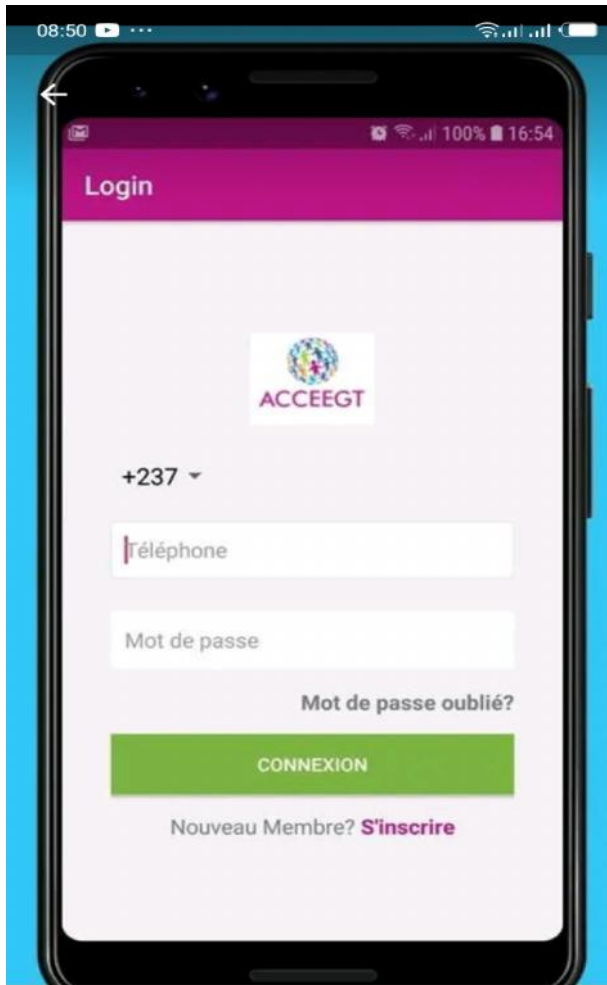 08:50
100% 16:54
Login
ACCEEGT
+237
Téléphone
Mot de passe
Mot de passe oublié?
CONNEXION
Nouveau Membre? S'inscrire